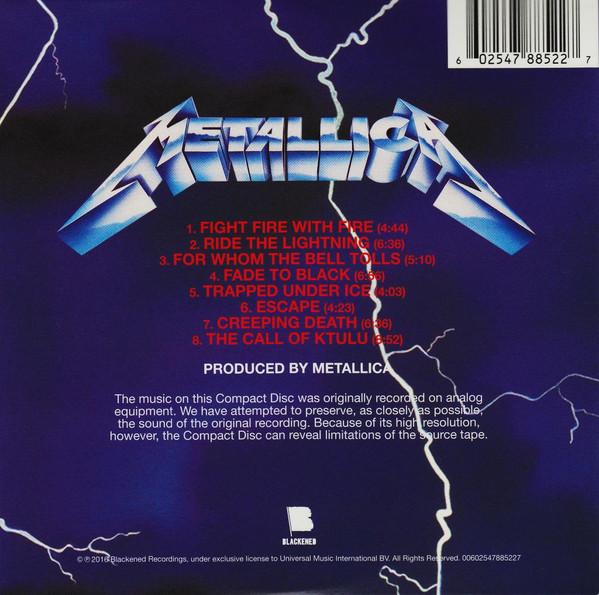 6 02547 88522 7
METALLICA
1. FIGHT FIRE WITH FIRE (4:44)
2. RIDE THE LIGHTNING (6:36)
3. FOR WHOM THE BELL TOLLS (5:10)
4. FADE TO BLACK (6:56)
5. TRAPPED UNDER ICE (4:03)
6. ESCAPE (4:23)
7. CREEPING DEATH (6:36)
8. THE CALL OF KTULU (8:52)
PRODUCED BY METALLICA
The music on this Compact Disc was originally recorded on analog
equipment. We have attempted to preserve, as closely as possible,
the sound of the original recording. Because of its high resolution,
however, the Compact Disc can reveal limitations of the source tape.
B
BLACKENED
© ℗ 2016 Blackened Recordings, under exclusive license to Universal Music International BV. All Rights Reserved. 00602547885227